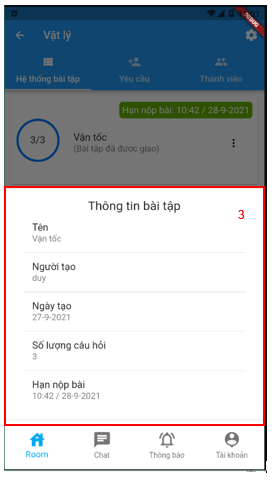 Vật lý
Hệ thống bài tập
Yêu cầu
Thành viên
Hạn nộp bài: 10:42 / 28-9-2021
3/3
Vận tốc
(Bài tập đã được giao)
Thông tin bài tập
3
Tên
Vận tốc
Người tạo
duy
Ngày tạo
27-9-2021
Số lượng câu hỏi
3
Hạn nộp bài
10:42 / 28-9-2021
Room
Chat
Thông báo
Tài khoản